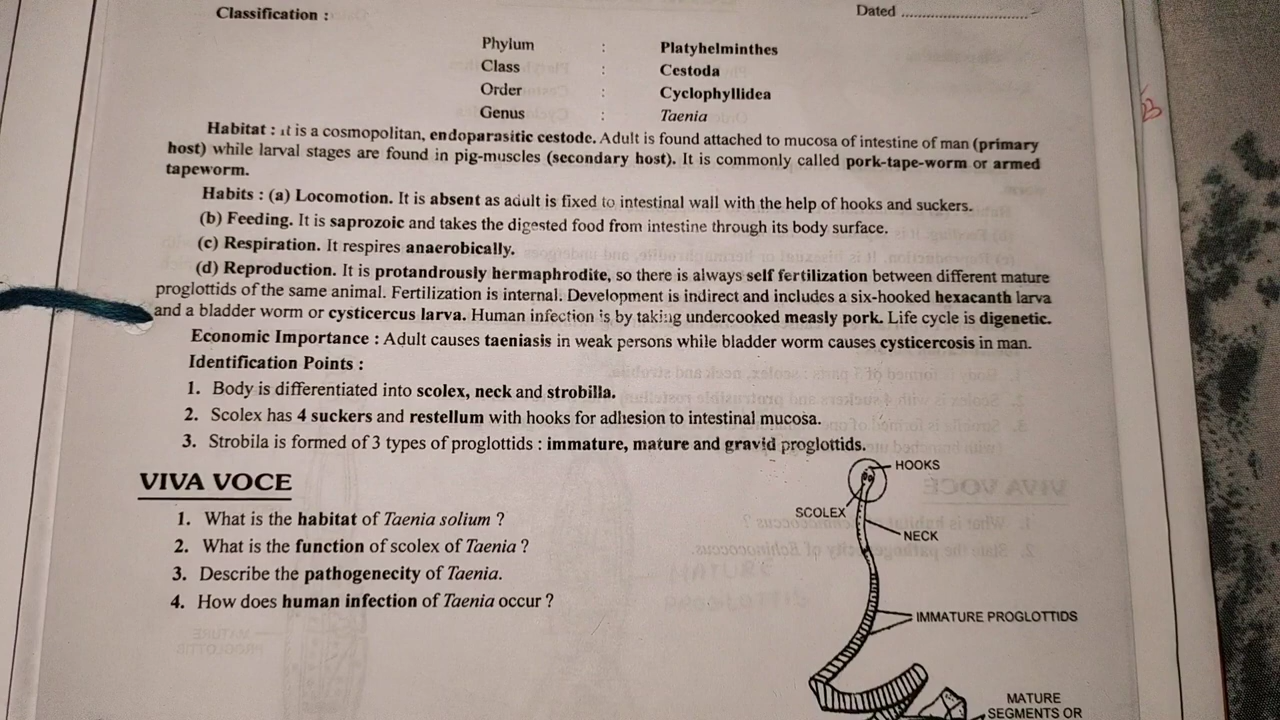 Classification :
Dated ................................
Phylum : Platyhelminthes
Class : Cestoda
Order : Cyclophyllidea
Genus : Taenia
Habitat : it is a cosmopolitan, endoparasitic cestode. Adult is found attached to mucosa of intestine of man (primary
host) while larval stages are found in pig-muscles (secondary host). It is commonly called pork-tape-worm or armed
tapeworm.
Habits : (a) Locomotion. It is absent as adult is fixed to intestinal wall with the help of hooks and suckers.
(b) Feeding. It is saprozoic and takes the digested food from intestine through its body surface.
(c) Respiration. It respires anaerobically.
(d) Reproduction. It is protandrously hermaphrodite, so there is always self fertilization between different mature
proglottids of the same animal. Fertilization is internal. Development is indirect and includes a six-hooked hexacanth larva
and a bladder worm or cysticercus larva. Human infection is by taking undercooked measly pork. Life cycle is digenetic.
Economic Importance : Adult causes taeniasis in weak persons while bladder worm causes cysticercosis in man.
Identification Points :
1. Body is differentiated into scolex, neck and strobilla.
2. Scolex has 4 suckers and restellum with hooks for adhesion to intestinal mucosa.
3. Strobila is formed of 3 types of proglottids : immature, mature and gravid proglottids.
VIVA VOCE
1. What is the habitat of Taenia solium ?
2. What is the function of scolex of Taenia ?
3. Describe the pathogenecity of Taenia.
4. How does human infection of Taenia occur ?
HOOKS
SCOLEX
NECK
IMMATURE PROGLOTTIDS
MATURE
SEGMENTS OR